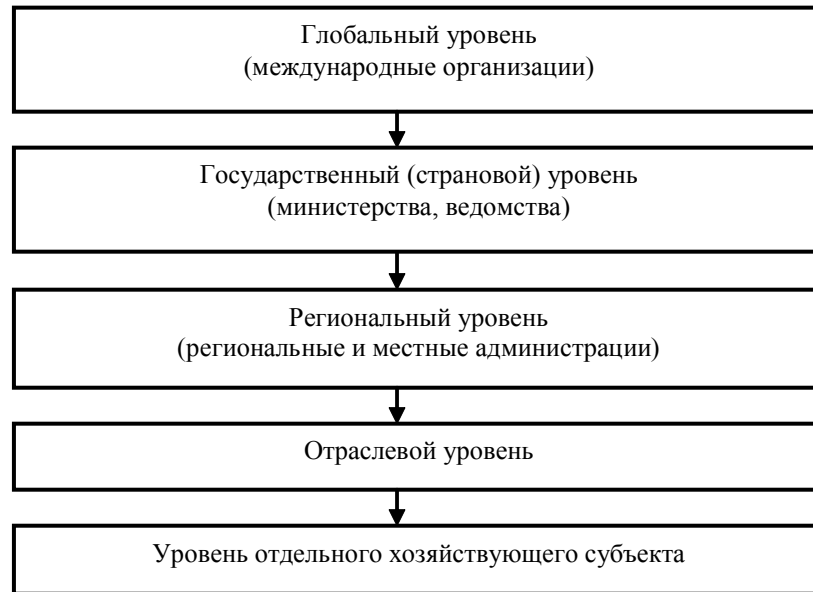 Глобальный уровень
(международные организации)
Государственный (страновой) уровень
(министерства, ведомства)
Региональный уровень
(региональные и местные администрации)
Отраслевой уровень
Уровень отдельного хозяйствующего субъекта